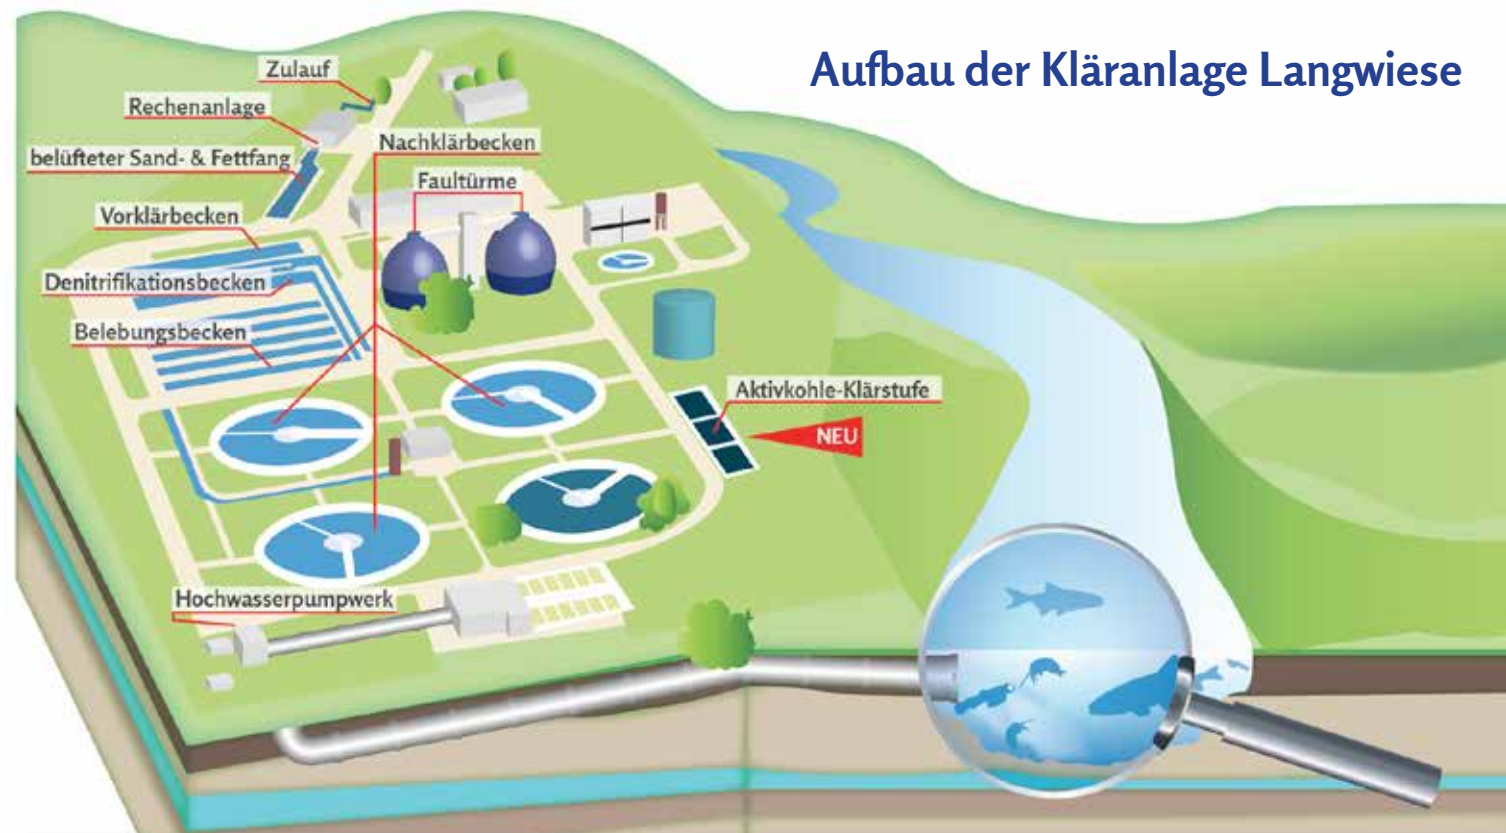 Aufbau der Kläranlage Langwiese
Zulauf
Rechenanlage
Nachklärbecken
belüfteter Sand- & Fettfang
Faultürme
Vorklärbecken
Denitrifikationsbecken
Belebungsbecken
Aktivkohle-Klärstufe
NEU
Hochwasserpumpwerk